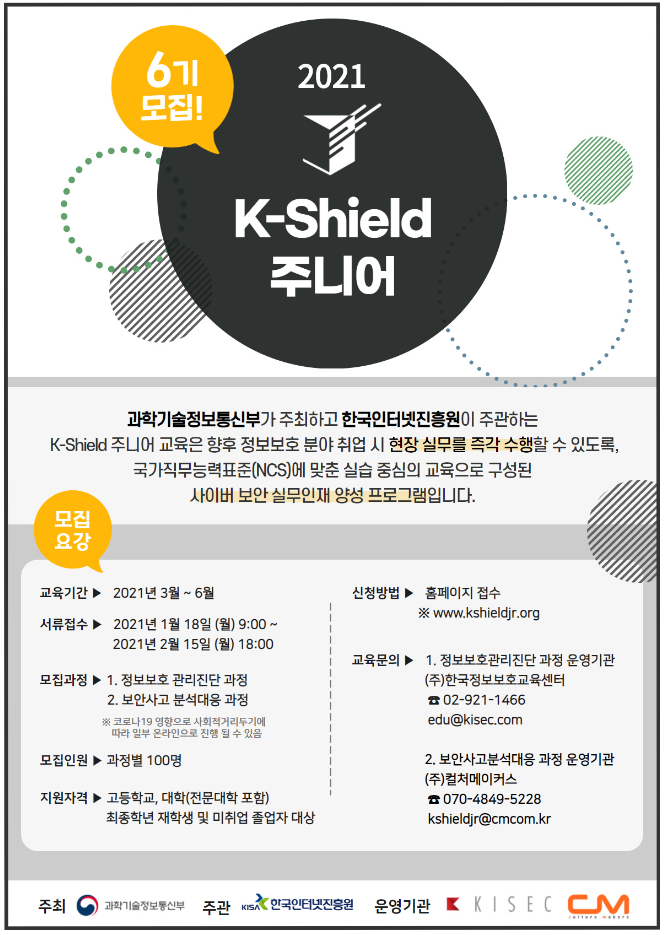 6기
모집!
2021
K-Shield
주니어
과학기술정보통신부가 주최하고 한국인터넷진흥원이 주관하는
K-Shield 주니어 교육은 향후 정보보호 분야 취업 시 현장 실무를 즉각 수행할 수 있도록,
국가직무능력표준(NCS)에 맞춘 실습 중심의 교육으로 구성된
사이버 보안 실무인재 양성 프로그램입니다.
모집
요강
교육기간 ▶ 2021년 3월 ~ 6월
서류접수 ▶ 2021년 1월 18일 (월) 9:00 ~
2021년 2월 15일 (월) 18:00
모집과정 ▶ 1. 정보보호 관리진단 과정
2. 보안사고 분석대응 과정
※ 코로나19 영향으로 사회적거리두기에
따라 일부 온라인으로 진행 될 수 있음
모집인원 ▶ 과정별 100명
지원자격 ▶ 고등학교, 대학(전문대학 포함)
최종학년 재학생 및 미취업 졸업자 대상
신청방법 ▶ 홈페이지 접수
※ www.kshieldjr.org
교육문의 ▶ 1. 정보보호관리진단 과정 운영기관
(주)한국정보보호교육센터
☎ 02-921-1466
edu@kisec.com
2. 보안사고분석대응 과정 운영기관
(주)컬처메이커스
☎ 070-4849-5228
kshieldjr@cmcom.kr
주최 과학기술정보통신부 주관 KISA 한국인터넷진흥원 운영기관 KISEC CM
culture makers